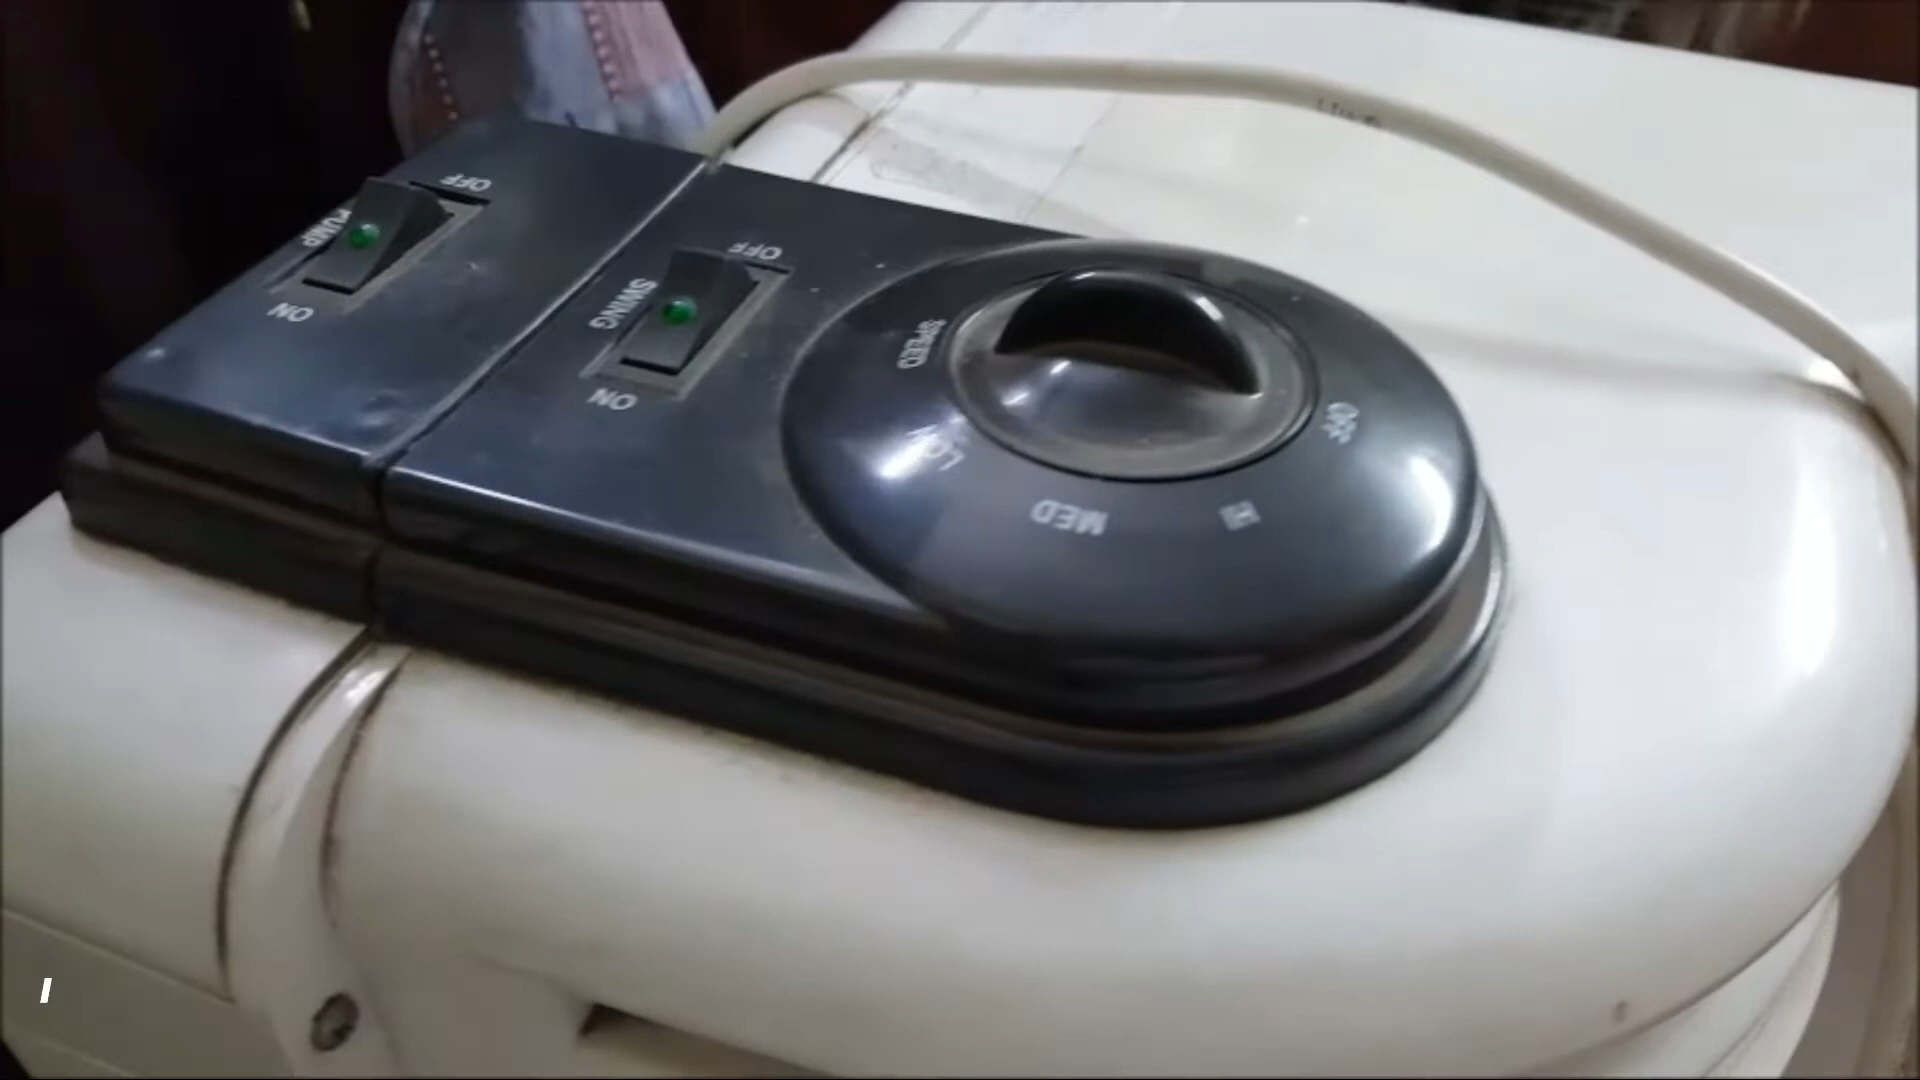 OFF
PUMP
ON
OFF
SWING
ON
SPEED
OFF
LOW
MED
HI
I